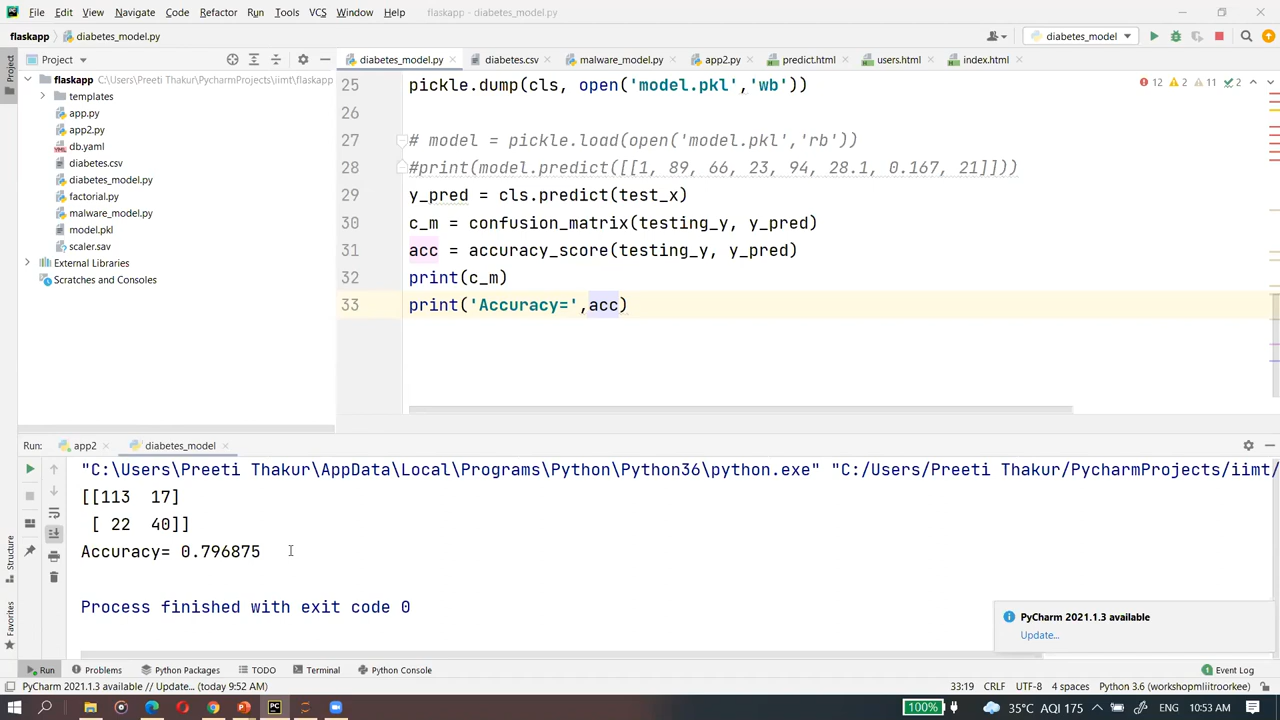 File Edit View Navigate Code Refactor Run Tools VCS Window Help flaskapp - diabetes_model.py
flaskapp diabetes_model.py diabetes_model
Project
Project diabetes_model.py diabetes.csv malware_model.py app2.py predict.html users.html index.html
flaskapp C:\Users\Preeti Thakur\PycharmProjects\iimt\flaskapp
templates
app.py
app2.py
db.yaml
diabetes.csv
diabetes_model.py
factorial.py
malware_model.py
model.pkl
scaler.sav
External Libraries
Scratches and Consoles
25 pickle.dump(cls, open('model.pkl','wb'))
12 2 11 2
26
27 # model = pickle.load(open('model.pkl','rb'))
28 #print(model.predict([[1, 89, 66, 23, 94, 28.1, 0.167, 21]]))
29 y_pred = cls.predict(test_x)
30 c_m = confusion_matrix(testing_y, y_pred)
31 acc = accuracy_score(testing_y, y_pred)
32 print(c_m)
33 print('Accuracy=',acc)
Run: app2 diabetes_model
"C:\Users\Preeti Thakur\AppData\Local\Programs\Python\Python36\python.exe" "C:/Users/Preeti Thakur/PycharmProjects/iimt/
[[113 17]
[ 22 40]]
Accuracy= 0.796875
Process finished with exit code 0
Structure
Favorites
PyCharm 2021.1.3 available
Update...
Run Problems Python Packages TODO Terminal Python Console Event Log
PyCharm 2021.1.3 available // Update... (today 9:52 AM) 33:19 CRLF UTF-8 4 spaces Python 3.6 (workshopmliitroorkee)
100% 35°C AQI 175 ENG 10:53 AM